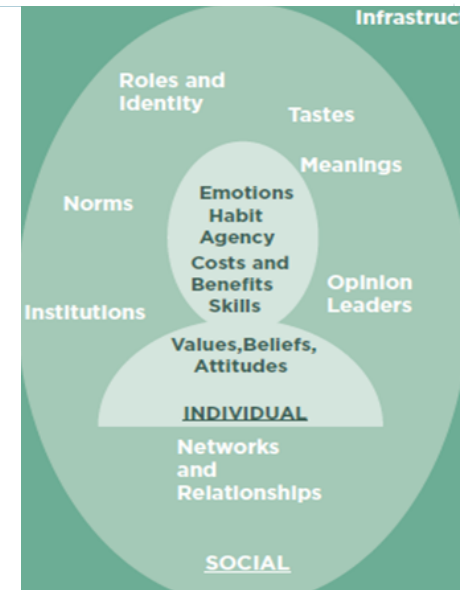 Infrastruct
Roles and
Identity
Tastes
Meanings
Norms
Emotions
Habit
Agency
Costs and
Benefits
Skills
Opinion
Leaders
Institutions
Values,Beliefs,
Attitudes
INDIVIDUAL
Networks
and
Relationships
SOCIAL